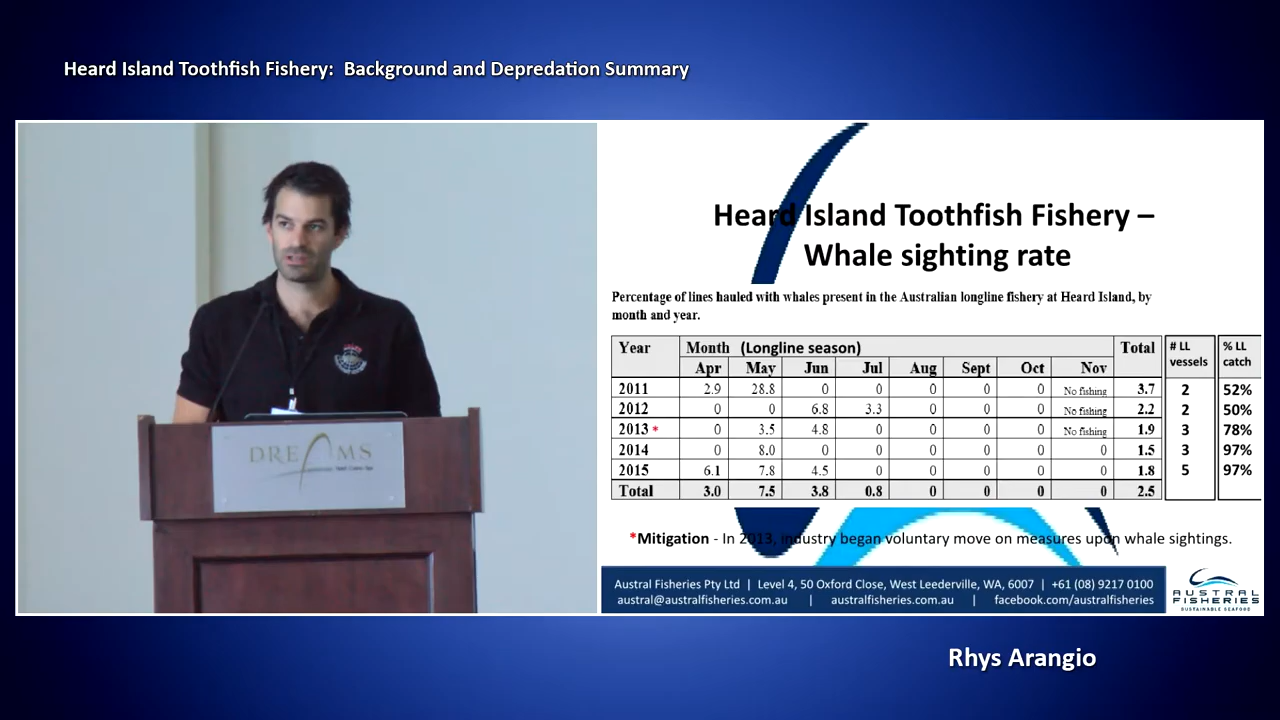 Heard Island Toothfish Fishery:  Background and Depredation Summary
DREAMS
Heard Island Toothfish Fishery –
Whale sighting rate
Percentage of lines hauled with whales present in the Australian longline fishery at Heard Island, by
month and year.
Year Month (Longline season) Total # LL vessels % LL catch
Apr May Jun Jul Aug Sept Oct Nov
2011 2.9 28.8 0 0 0 0 0 No fishing 3.7 2 52%
2012 0 0 6.8 3.3 0 0 0 No fishing 2.2 2 50%
2013 * 0 3.5 4.8 0 0 0 0 No fishing 1.9 3 78%
2014 0 8.0 0 0 0 0 0 0 1.5 3 97%
2015 6.1 7.8 4.5 0 0 0 0 0 1.8 5 97%
Total 3.0 7.5 3.8 0.8 0 0 0 0 2.5
*Mitigation - In 2013, industry began voluntary move on measures upon whale sightings.
Austral Fisheries Pty Ltd | Level 4, 50 Oxford Close, West Leederville, WA, 6007 | +61 (08) 9217 0100
austral@australfisheries.com.au | australfisheries.com.au | facebook.com/australfisheries
AUSTRAL
FISHERIES
SUSTAINABLE SEAFOOD
Rhys Arangio